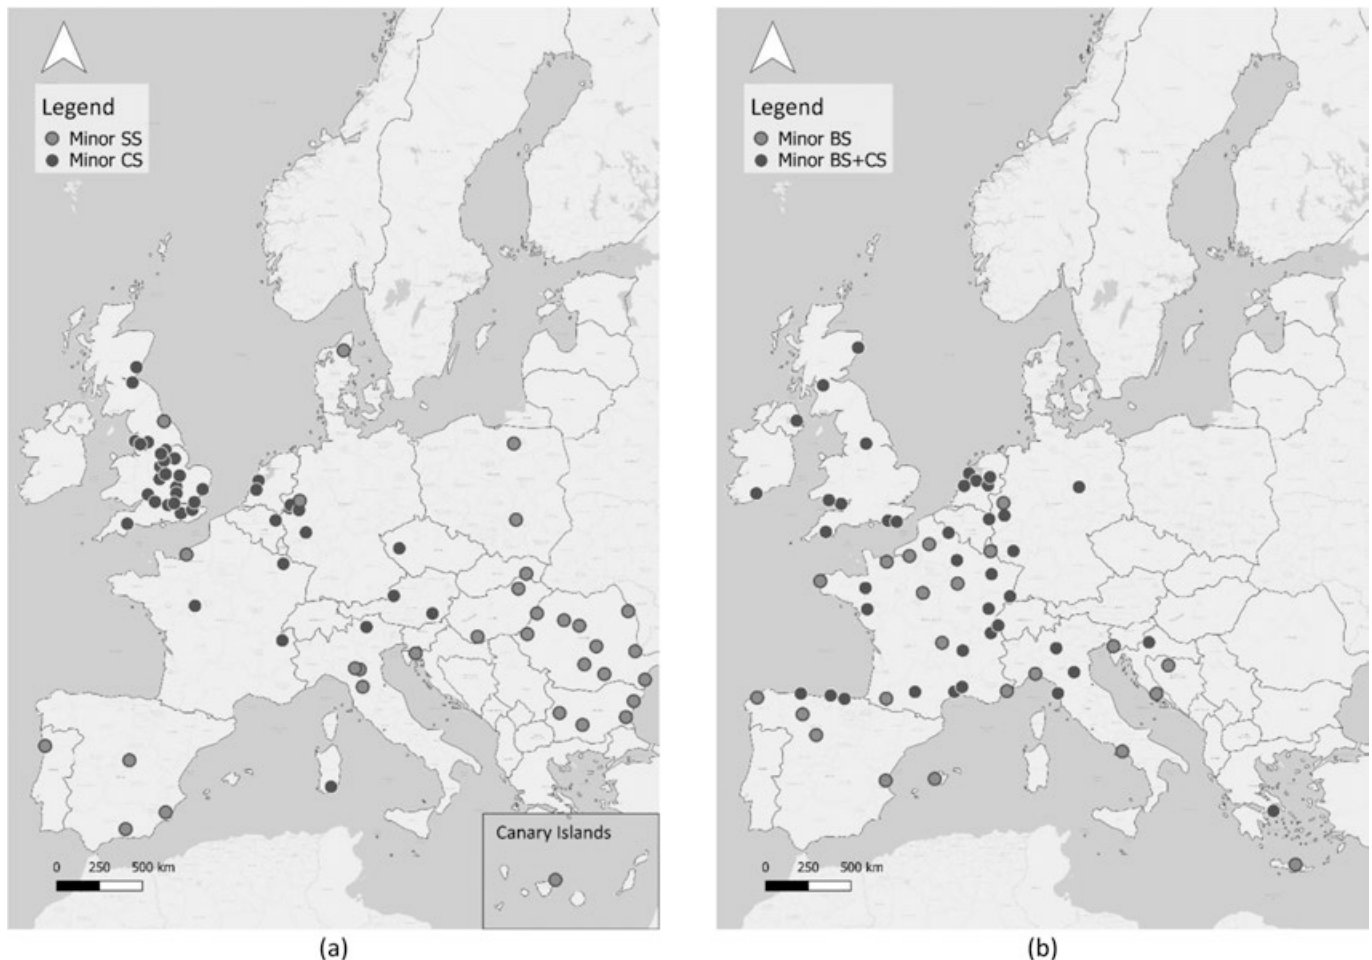 Legend
Minor SS
Minor CS
0 250 500 km
Canary Islands
(a)
Legend
Minor BS
Minor BS+CS
0 250 500 km
(b)